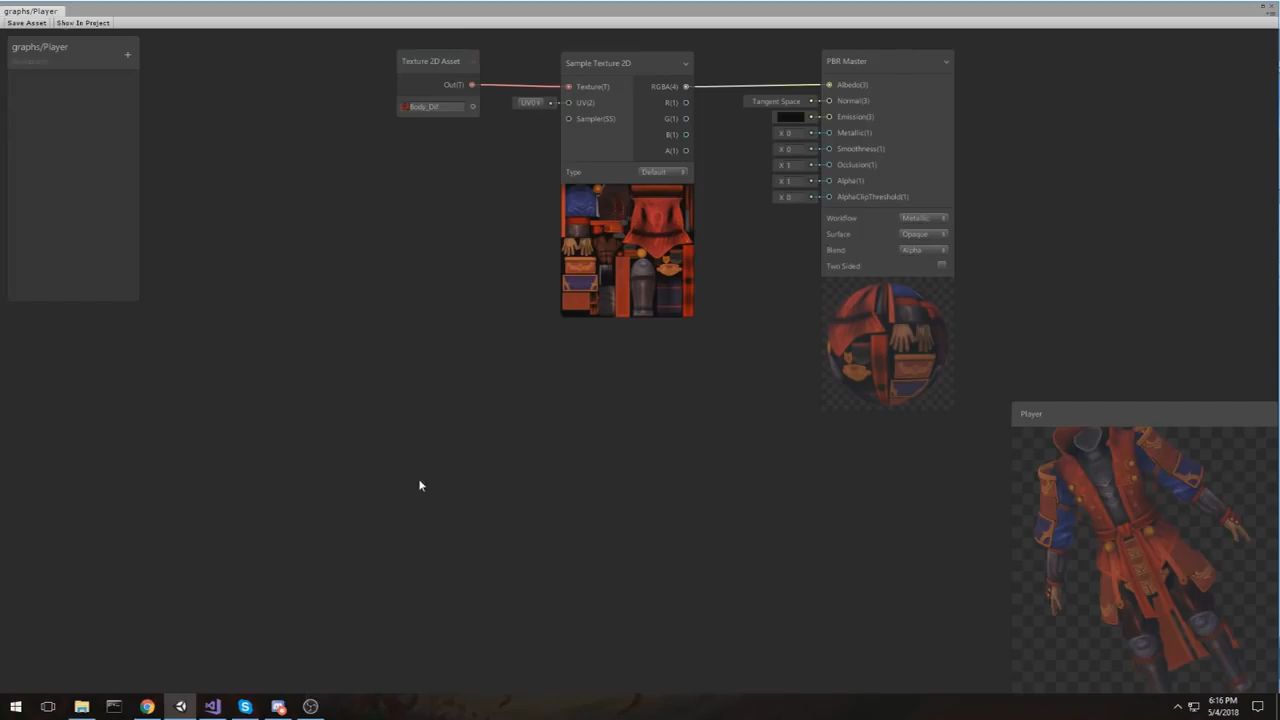 graphs/Player
Save Asset
Show In Project
graphs/Player
Texture 2D Asset
Out(T)
Body_Dif
Sample Texture 2D
Texture(T)
RGBA(4)
UV0
UV(2)
R(1)
Sampler(SS)
G(1)
B(1)
A(1)
Type
Default
PBR Master
Albedo(3)
Tangent Space
Normal(3)
Emission(3)
X 0
Metallic(1)
X 0
Smoothness(1)
X 1
Occlusion(1)
X 1
Alpha(1)
X 0
AlphaClipThreshold(1)
Workflow
Metallic
Surface
Opaque
Blend
Alpha
Two Sided
Player
6:16 PM
5/4/2018